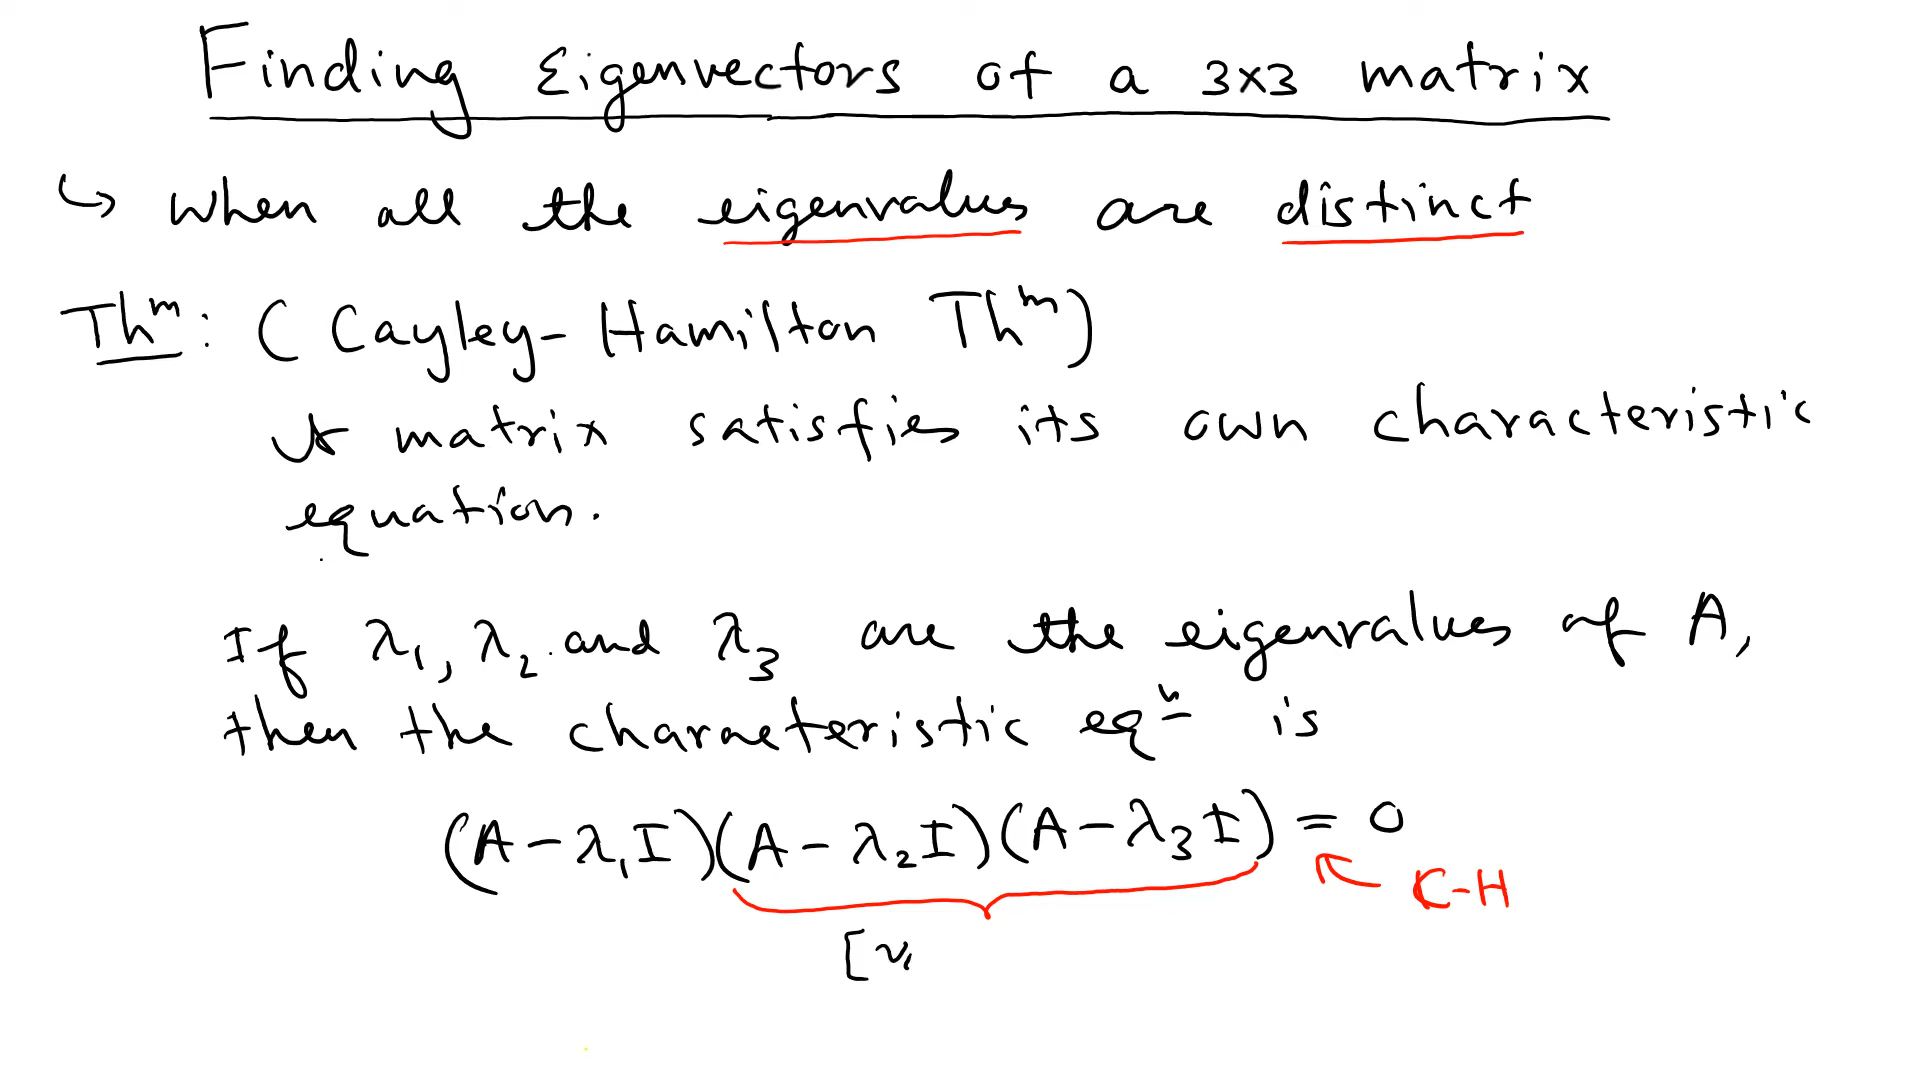 Finding Eigenvectors of a 3x3 matrix
↪ when all the eigenvalues are distinct
Thᵐ: (Cayley-Hamilton Thᵐ)
A matrix satisfies its own characteristic
equation.
If λ₁, λ₂ and λ₃ are the eigenvalues of A,
then the characteristic eqⁿ is
(A - λ₁I)(A - λ₂I)(A - λ₃I) = 0
C-H
[v₁